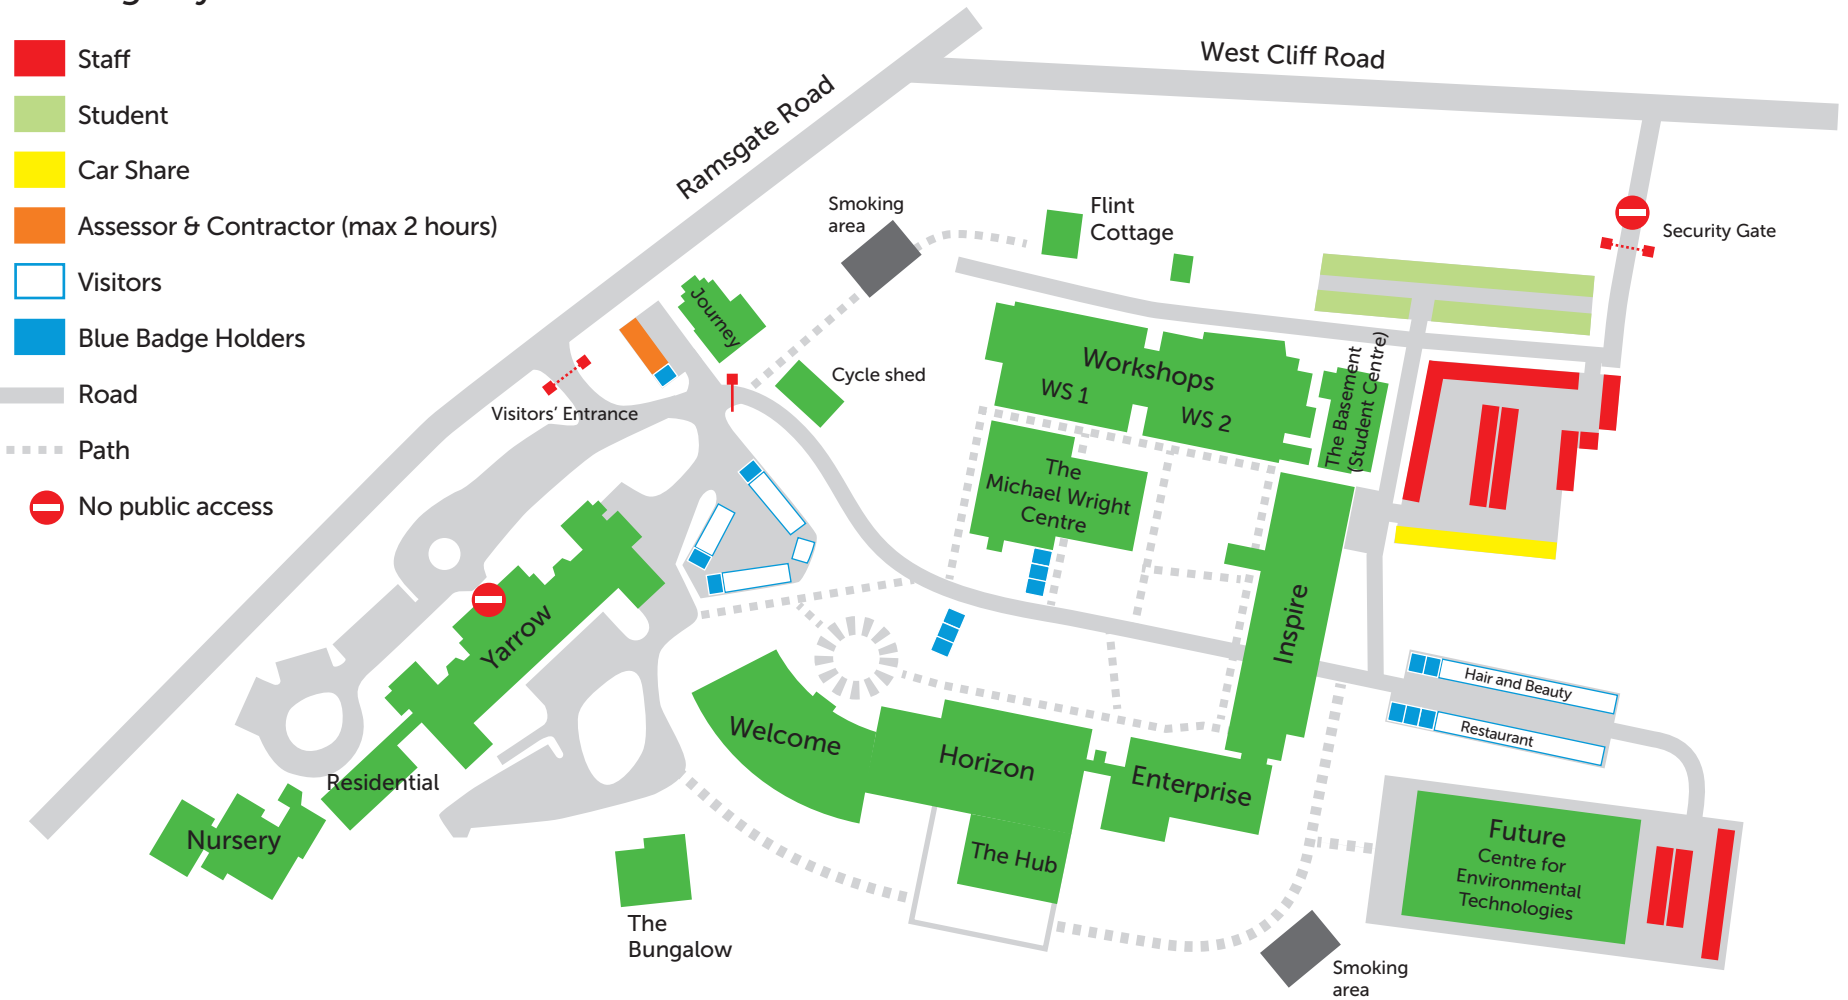 Staff
Student
Car Share
Assessor & Contractor (max 2 hours)
Visitors
Blue Badge Holders
Road
Path
No public access
West Cliff Road
Ramsgate Road
Smoking
area
Flint
Cottage
Security Gate
Journey
Cycle shed
Visitors' Entrance
Workshops
WS 1
WS 2
The Basement
(Student Centre)
The
Michael Wright
Centre
Inspire
Yarrow
Hair and Beauty
Restaurant
Welcome
Horizon
Enterprise
The Hub
Residential
Nursery
The
Bungalow
Future
Centre for
Environmental
Technologies
Smoking
area